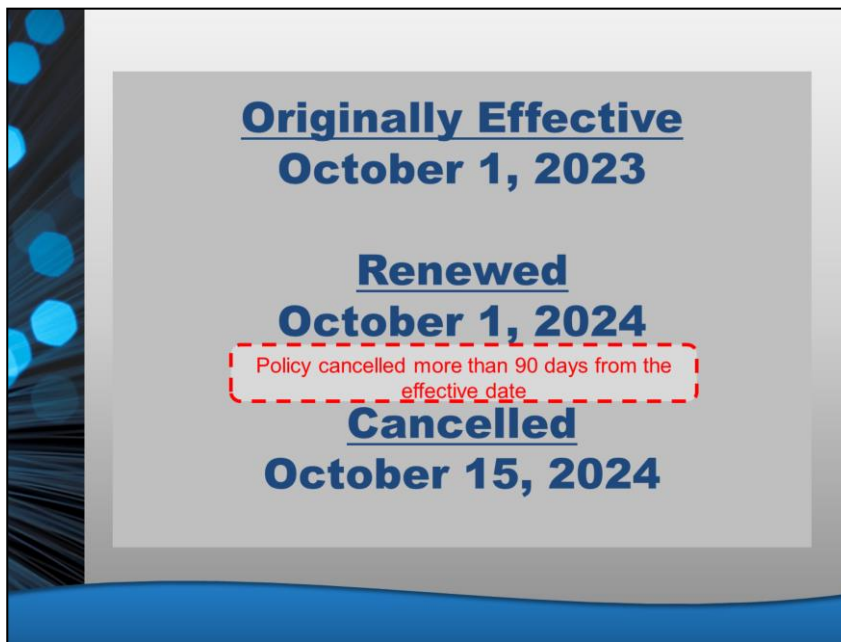 Originally Effective
October 1, 2023
Renewed
October 1, 2024
Policy cancelled more than 90 days from the
effective date
Cancelled
October 15, 2024